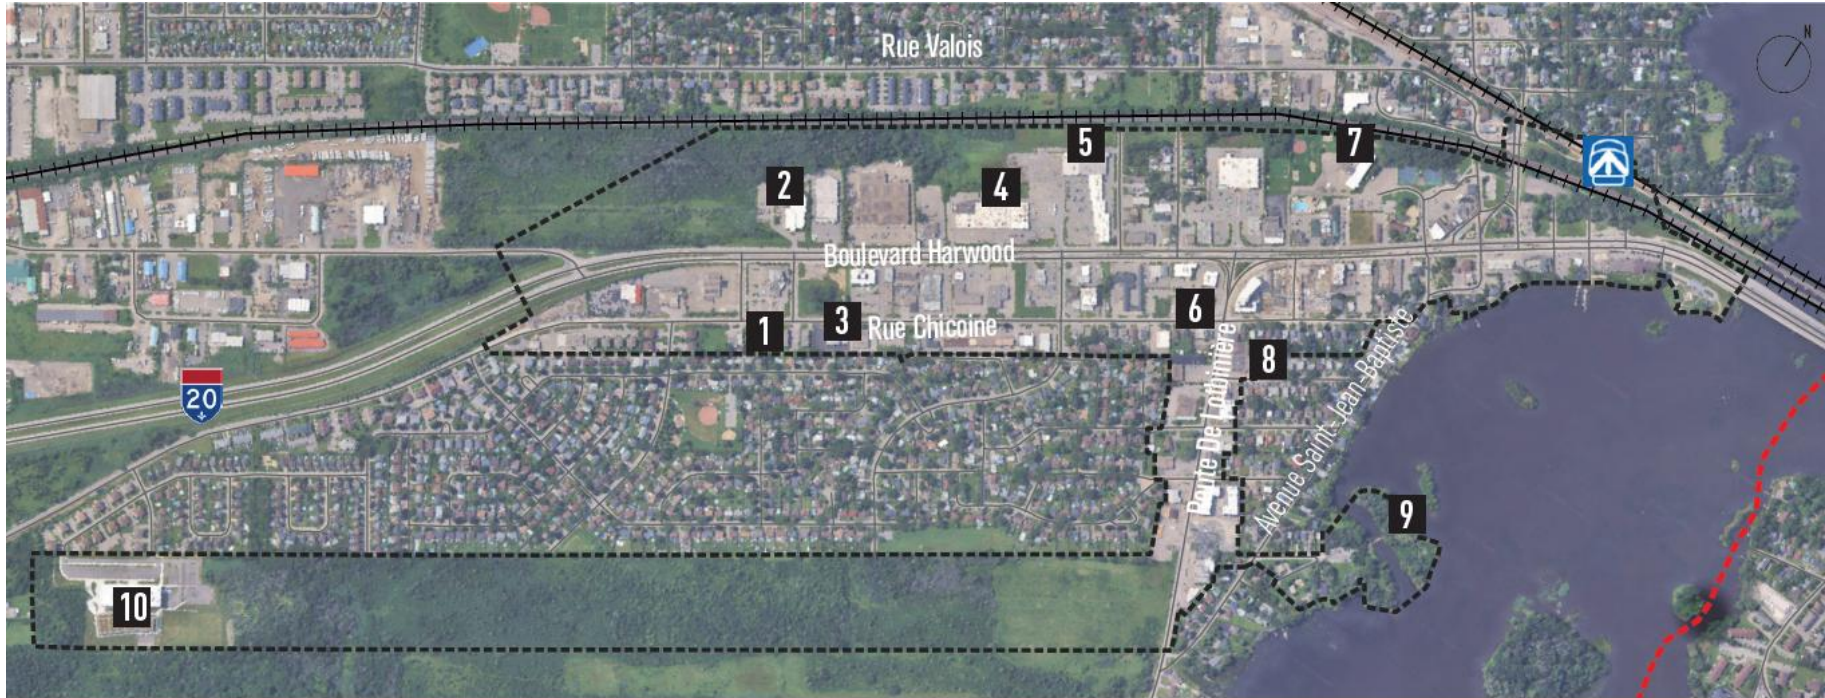 Rue Valois
N
5
7
2
4
Boulevard Harwood
6
1
3
Rue Chicoine
8
20
Route De Lotbinière
Avenue Saint-Jean-Baptiste
9
10